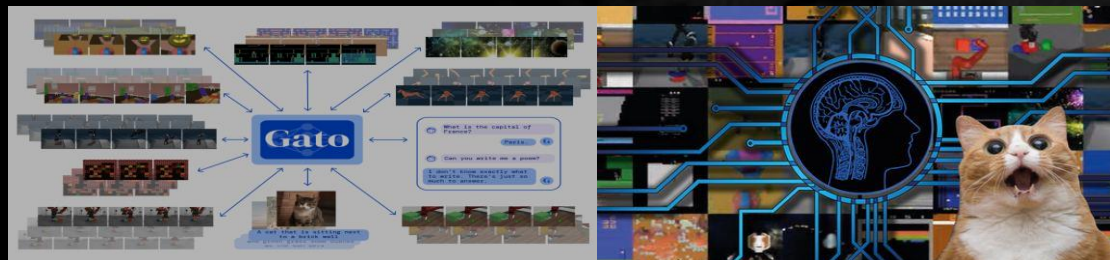 Gato
What is the capital of
France?
Paris.
Can you write me a poem?
I don't know exactly what
to write. There's just so
much to answer.
A cat that is sitting next
to a brick wall